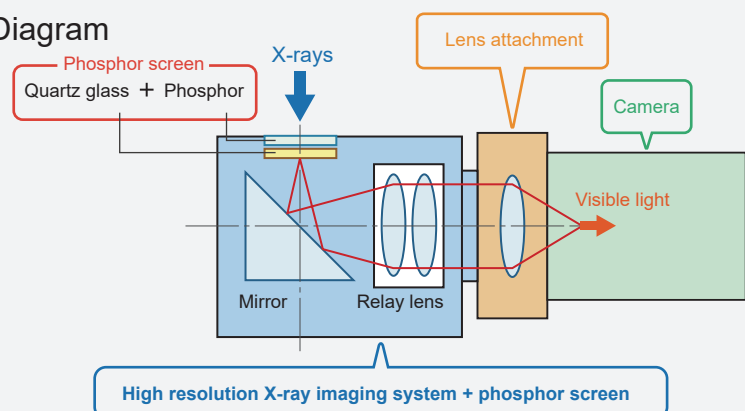 Diagram
Phosphor screen
Quartz glass + Phosphor
X-rays
Lens attachment
Camera
Visible light
Mirror
Relay lens
High resolution X-ray imaging system + phosphor screen